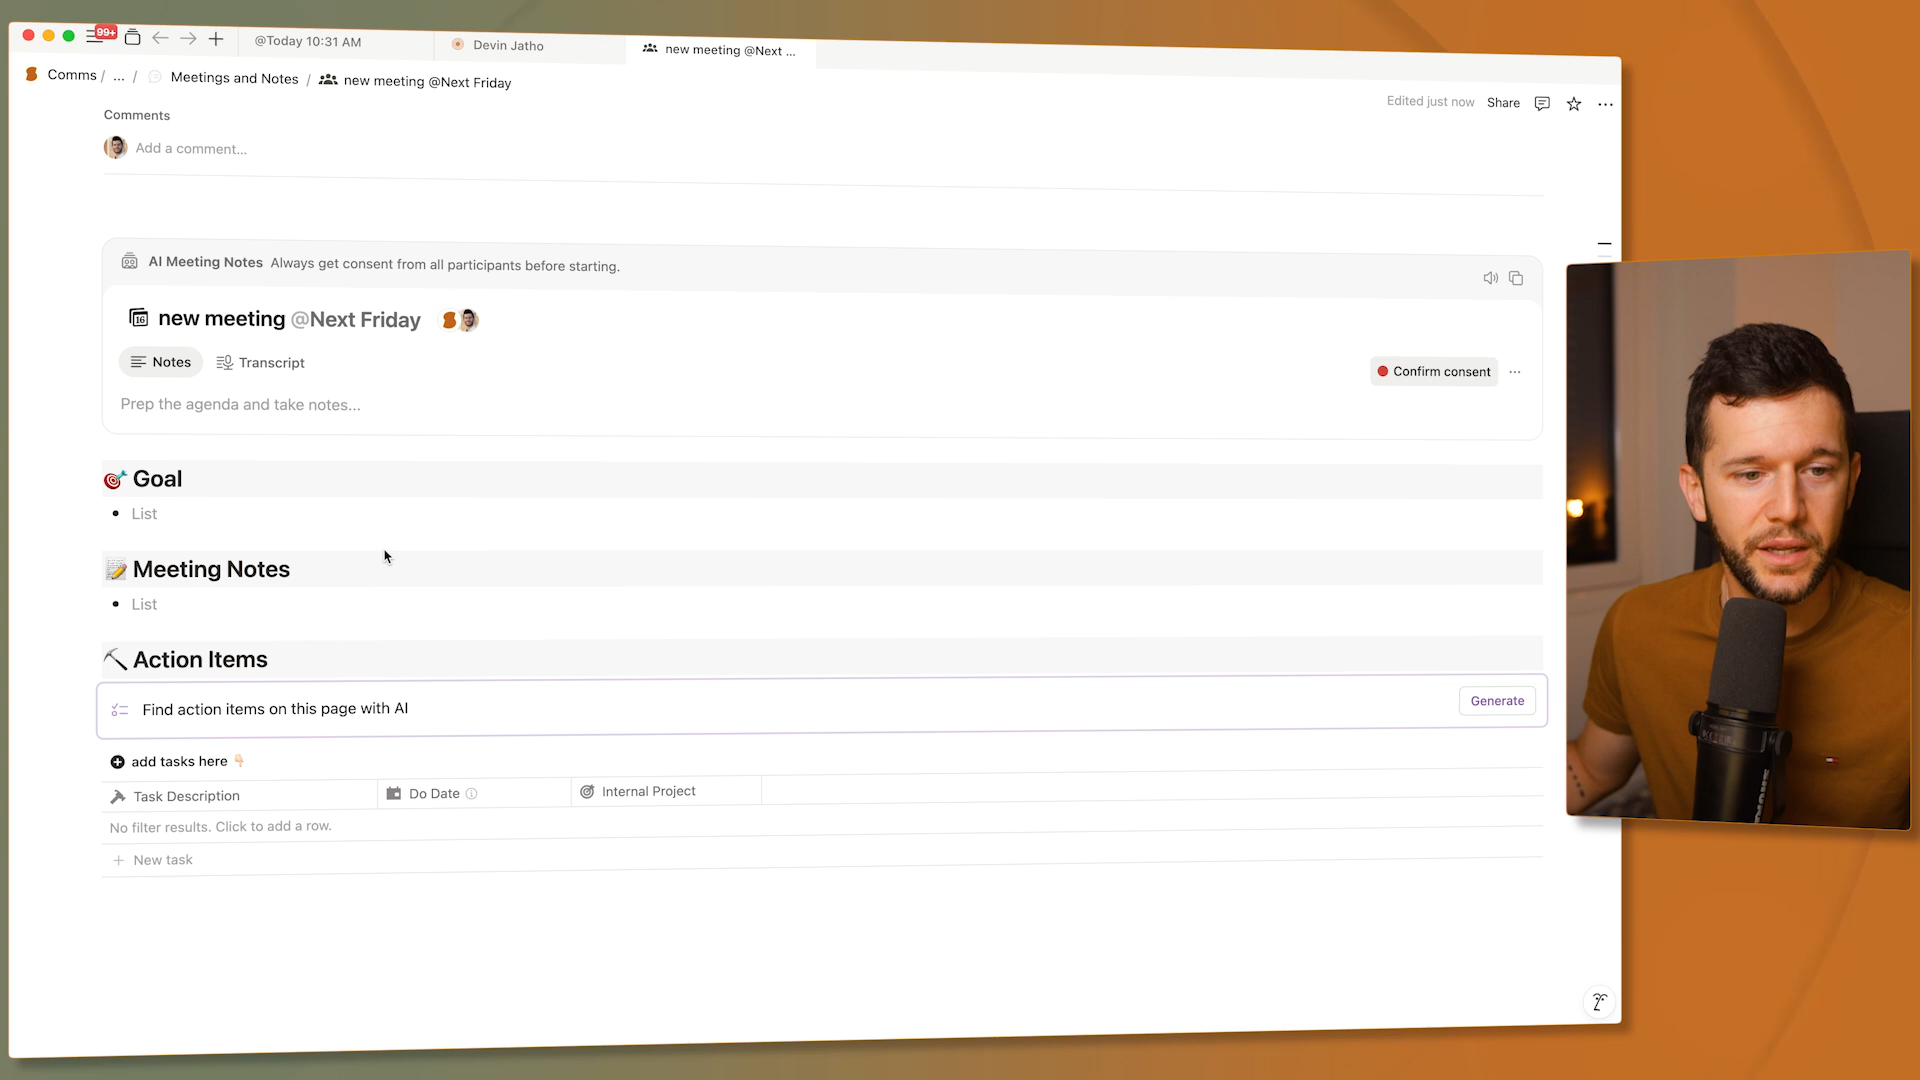 99+
@Today 10:31 AM
Devin Jatho
new meeting @Next ...
Comms / ... / Meetings and Notes / new meeting @Next Friday
Edited just now Share
Comments
Add a comment...
AI Meeting Notes Always get consent from all participants before starting.
16 new meeting @Next Friday
Notes Transcript
Confirm consent
Prep the agenda and take notes...
Goal
List
Meeting Notes
List
Action Items
Find action items on this page with AI
Generate
add tasks here
Task Description Do Date Internal Project
No filter results. Click to add a row.
New task